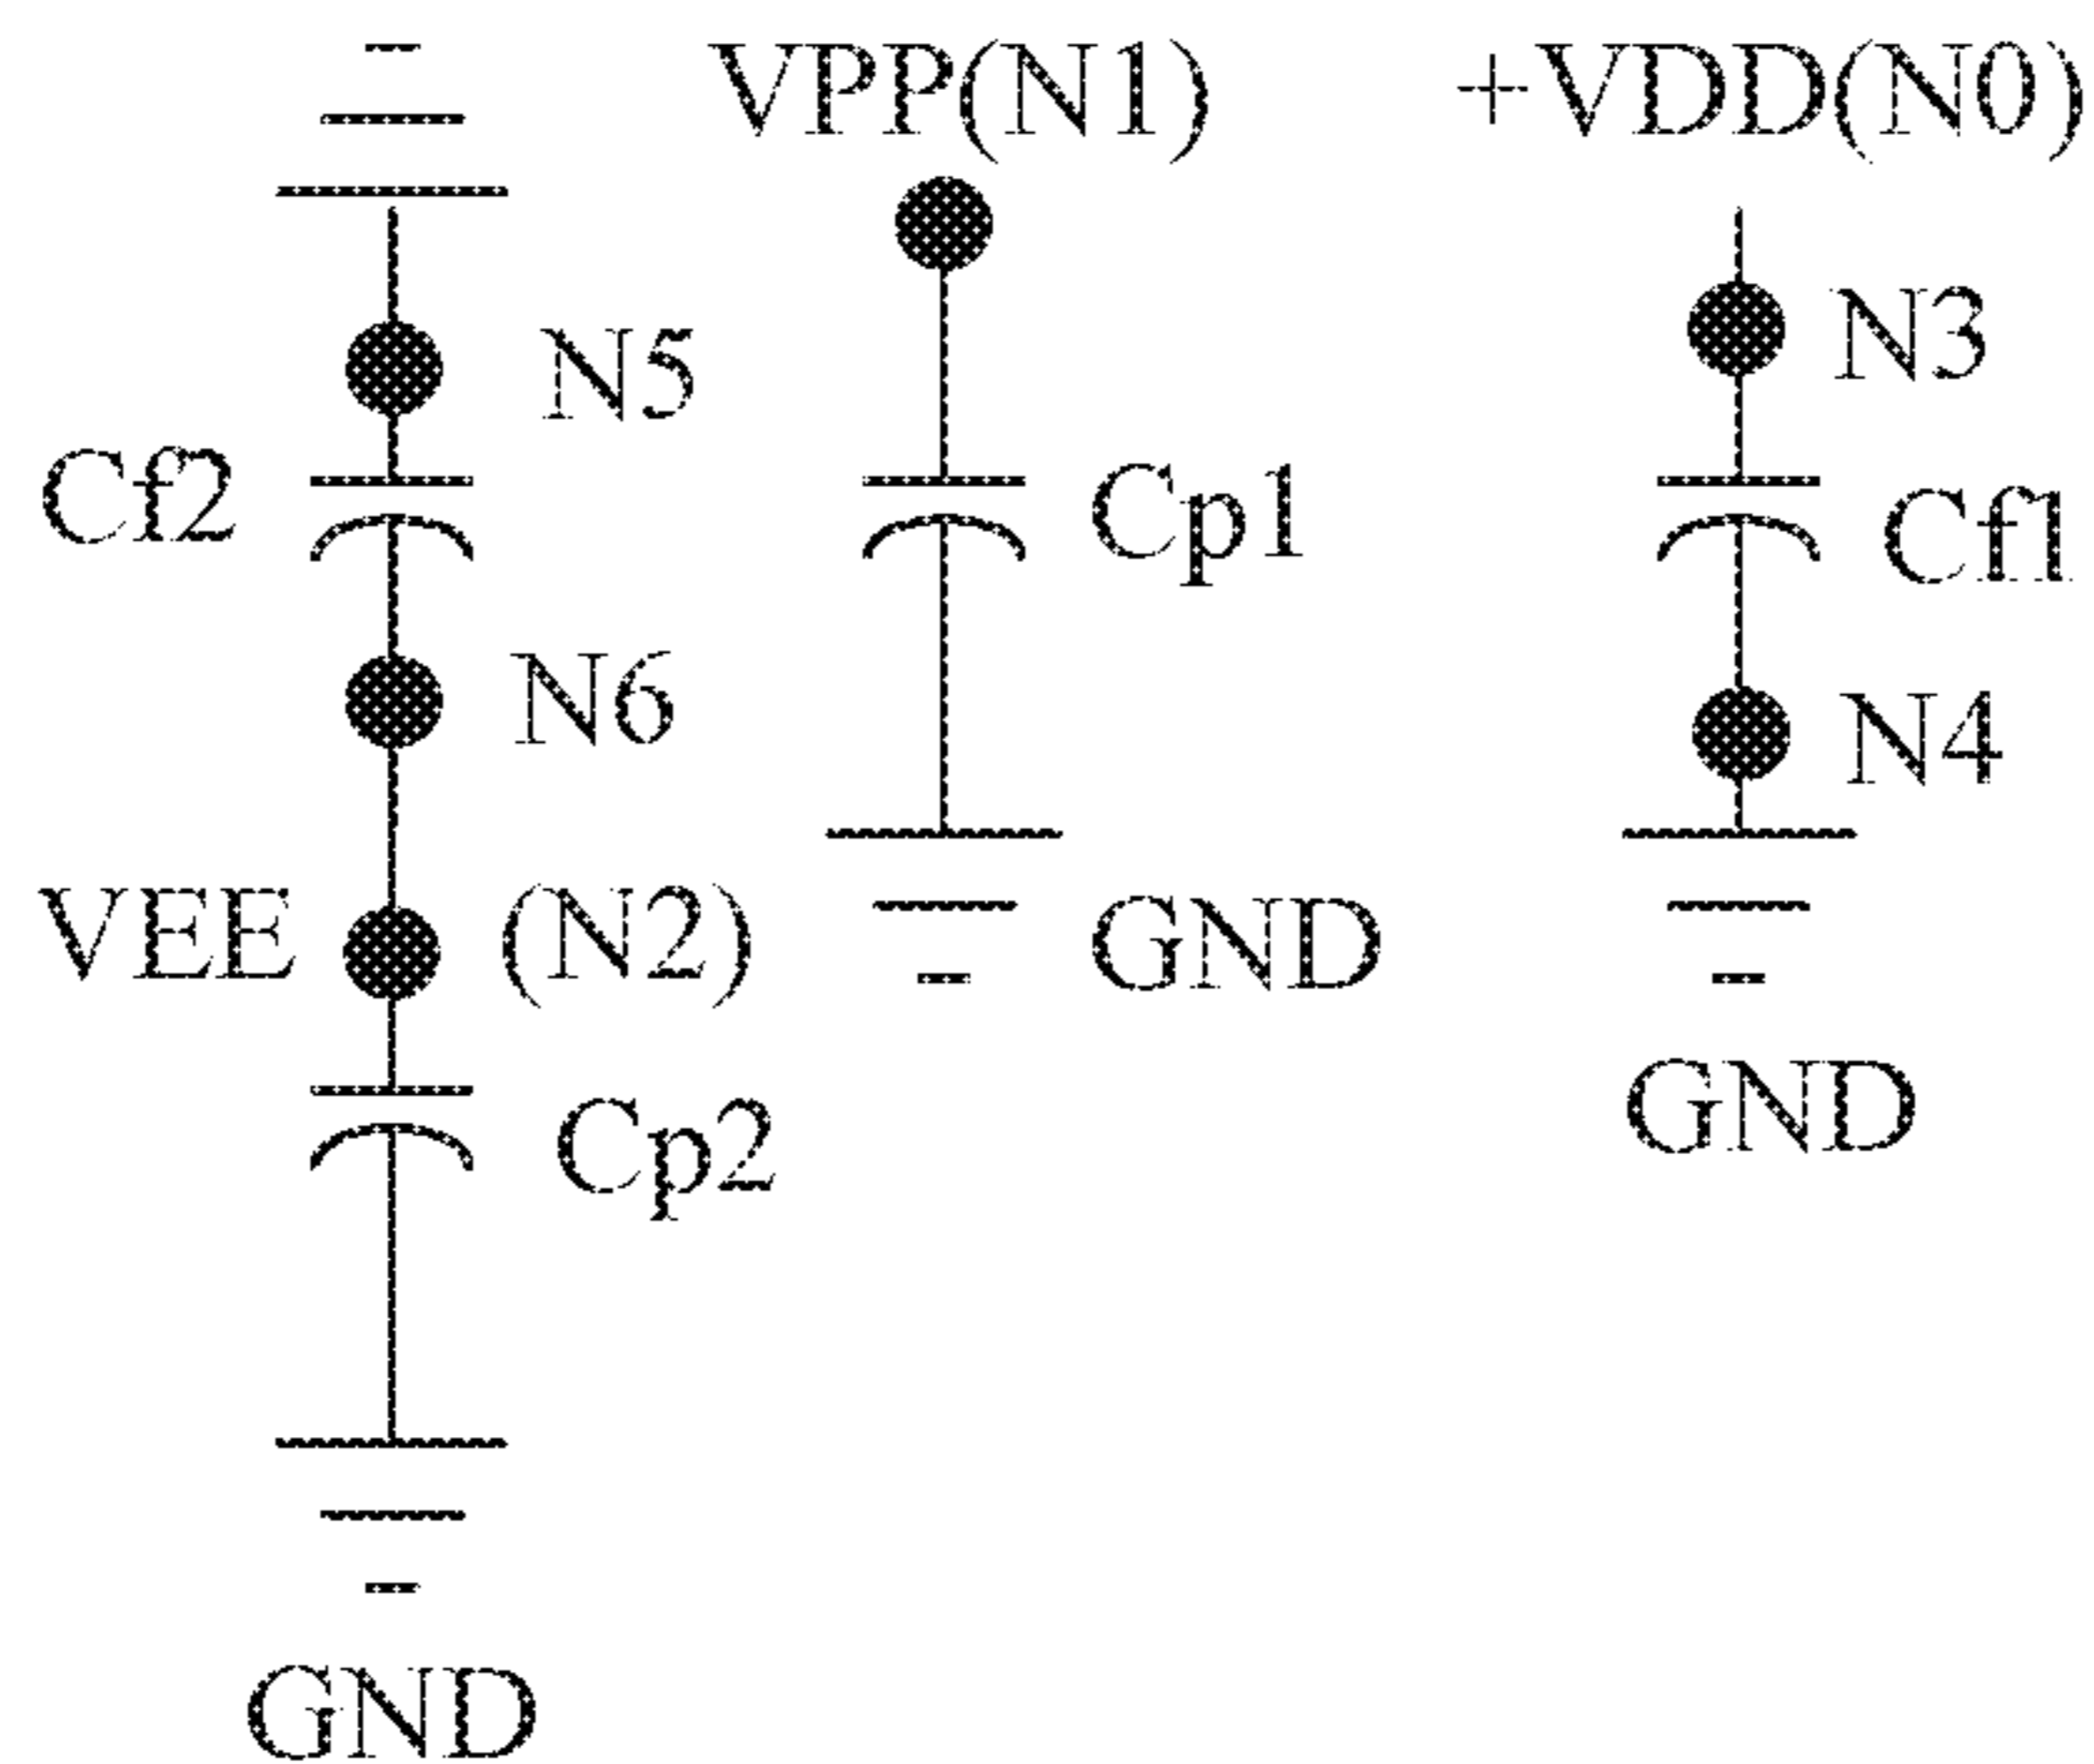 VPP(N1)
+VDD(N0)
N5
N3
Cf2
Cp1
Cf1
N6
N4
VEE
(N2)
GND
GND
Cp2
GND